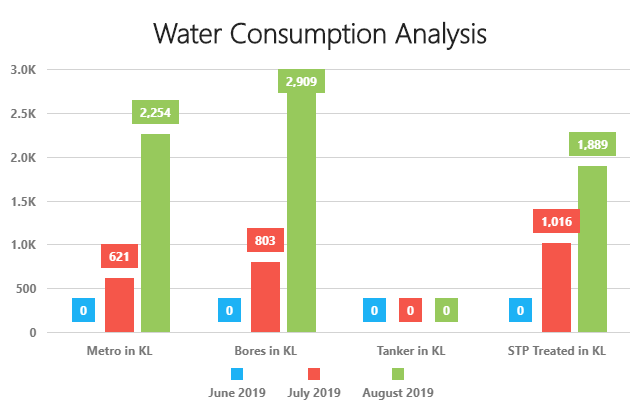 Water Consumption Analysis
3.0K
2.5K
2.0K
1.5K
1.0K
500
0
0
621
2,254
0
803
2,909
0
0
0
0
1,016
1,889
Metro in KL
Bores in KL
Tanker in KL
STP Treated in KL
June 2019
July 2019
August 2019